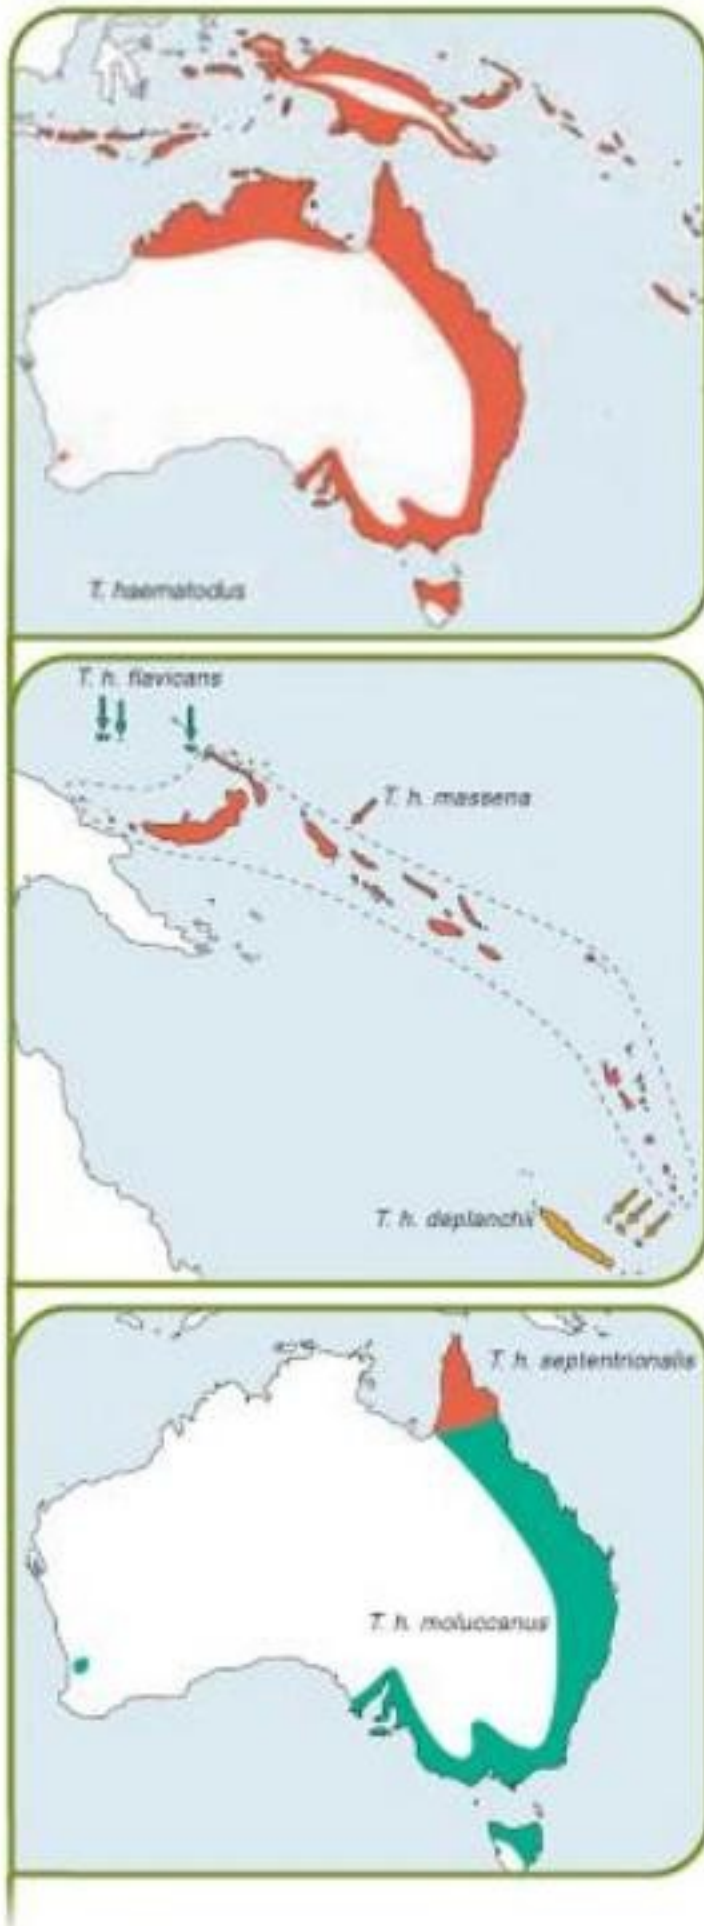 T. haematodus
T. h. flavicans
T. h. massena
T. h. deplanchii
T. h. septentrionalis
T. h. moluccanus